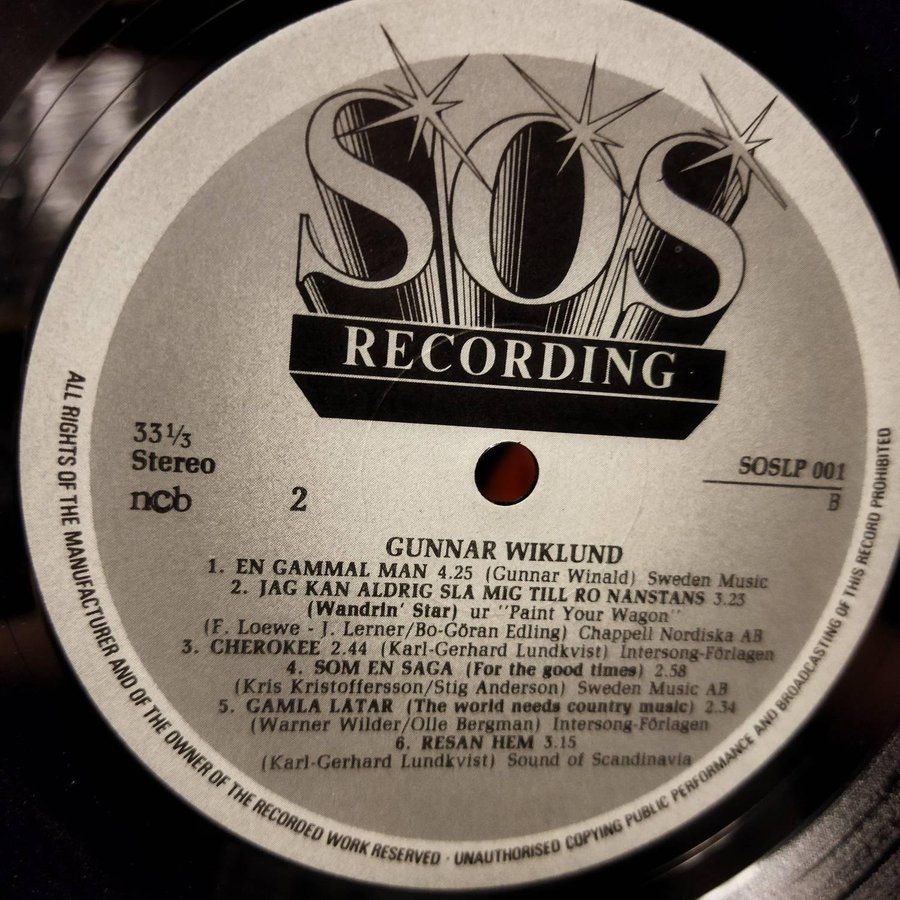 SOS
RECORDING
33 1/3
Stereo
ncb
2
SOSLP 001
B
GUNNAR WIKLUND
1. EN GAMMAL MAN 4.25 (Gunnar Winald) Sweden Music
2. JAG KAN ALDRIG SLA MIG TILL RO NANSTANS 3.23
(Wandrin' Star) ur "Paint Your Wagon"
(F. Loewe - J. Lerner/Bo-Göran Edling) Chappell Nordiska AB
3. CHEROKEE 2.44 (Karl-Gerhard Lundkvist) Intersong-Förlagen
4. SOM EN SAGA (For the good times) 2.58
(Kris Kristoffersson/Stig Anderson) Sweden Music AB
5. GAMLA LATAR (The world needs country music) 2.34
(Warner Wilder/Olle Bergman) Intersong-Förlagen
6. RESAN HEM 3.15
(Karl-Gerhard Lundkvist) Sound of Scandinavia
ALL RIGHTS OF THE MANUFACTURER AND OF THE OWNER OF THE RECORDED WORK RESERVED · UNAUTHORISED COPYING PUBLIC PERFORMANCE AND BROADCASTING OF THIS RECORD PROHIBITED